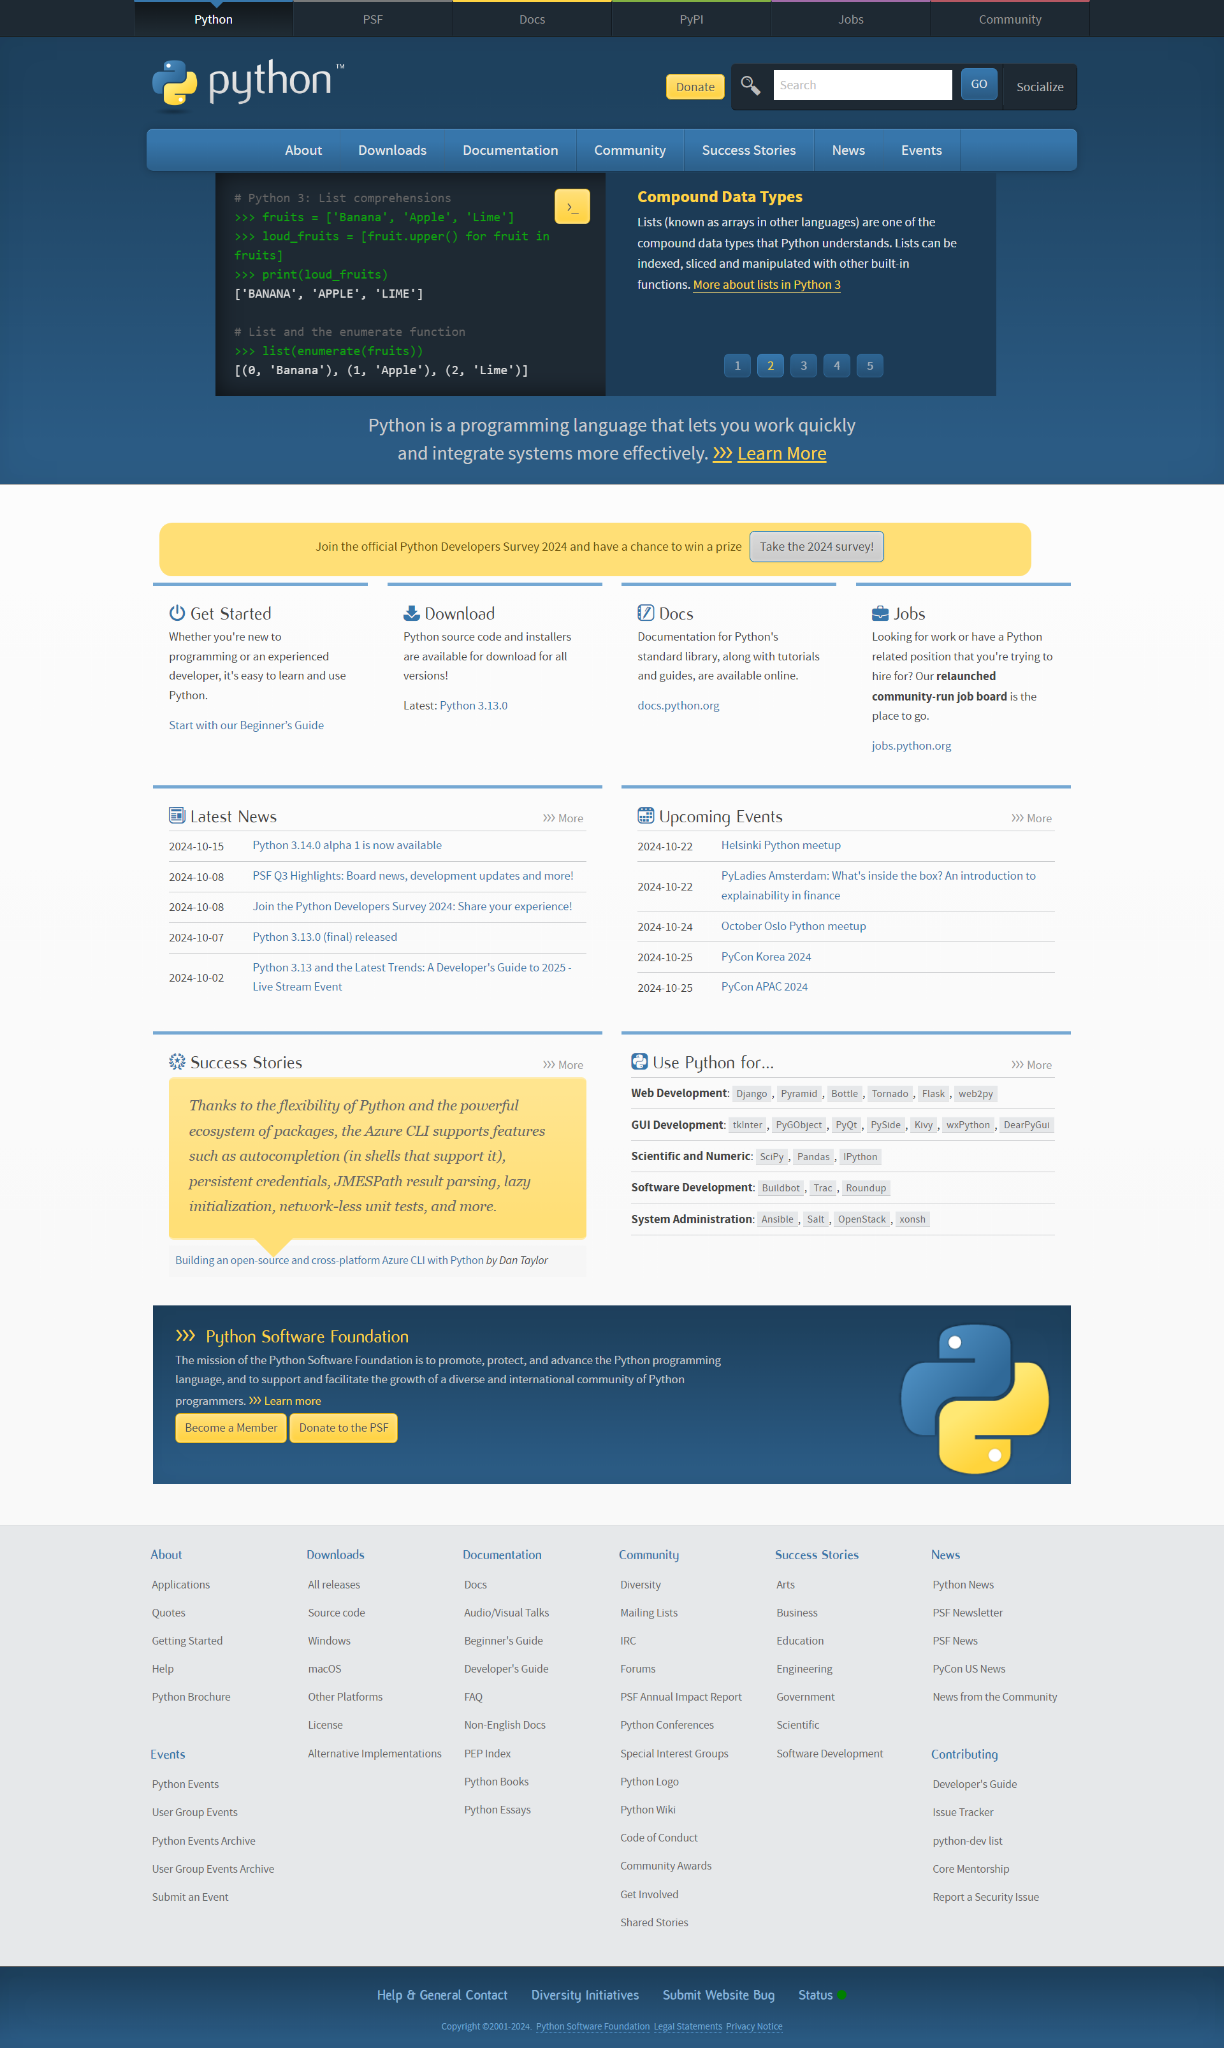 Python
PSF
Docs
PyPI
Jobs
Community
python™
Donate
Search
GO
Socialize
About
Downloads
Documentation
Community
Success Stories
News
Events
# Python 3: List comprehensions
>>> fruits = ['Banana', 'Apple', 'Lime']
>>> loud_fruits = [fruit.upper() for fruit in
fruits]
>>> print(loud_fruits)
['BANANA', 'APPLE', 'LIME']
# List and the enumerate function
>>> list(enumerate(fruits))
[(0, 'Banana'), (1, 'Apple'), (2, 'Lime')]
>_
Compound Data Types
Lists (known as arrays in other languages) are one of the
compound data types that Python understands. Lists can be
indexed, sliced and manipulated with other built-in
functions. More about lists in Python 3
1 2 3 4 5
Python is a programming language that lets you work quickly
and integrate systems more effectively. >>> Learn More
Join the official Python Developers Survey 2024 and have a chance to win a prize Take the 2024 survey!
Get Started
Whether you're new to
programming or an experienced
developer, it's easy to learn and use
Python.
Start with our Beginner's Guide
Download
Python source code and installers
are available for download for all
versions!
Latest: Python 3.13.0
Docs
Documentation for Python's
standard library, along with tutorials
and guides, are available online.
docs.python.org
Jobs
Looking for work or have a Python
related position that you're trying to
hire for? Our relaunched
community-run job board is the
place to go.
jobs.python.org
Latest News
>>> More
2024-10-15 Python 3.14.0 alpha 1 is now available
2024-10-08 PSF Q3 Highlights: Board news, development updates and more!
2024-10-08 Join the Python Developers Survey 2024: Share your experience!
2024-10-07 Python 3.13.0 (final) released
2024-10-02 Python 3.13 and the Latest Trends: A Developer's Guide to 2025 -
Live Stream Event
Upcoming Events
>>> More
2024-10-22 Helsinki Python meetup
2024-10-22 PyLadies Amsterdam: What's inside the box? An introduction to
explainability in finance
2024-10-24 October Oslo Python meetup
2024-10-25 PyCon Korea 2024
2024-10-25 PyCon APAC 2024
Success Stories
>>> More
Thanks to the flexibility of Python and the powerful
ecosystem of packages, the Azure CLI supports features
such as autocompletion (in shells that support it),
persistent credentials, JMESPath result parsing, lazy
initialization, network-less unit tests, and more.
Building an open-source and cross-platform Azure CLI with Python by Dan Taylor
Use Python for...
>>> More
Web Development: Django , Pyramid , Bottle , Tornado , Flask , web2py
GUI Development: tkInter , PyGObject , PyQt , PySide , Kivy , wxPython , DearPyGui
Scientific and Numeric: SciPy , Pandas , IPython
Software Development: Buildbot , Trac , Roundup
System Administration: Ansible , Salt , OpenStack , xonsh
>>> Python Software Foundation
The mission of the Python Software Foundation is to promote, protect, and advance the Python programming
language, and to support and facilitate the growth of a diverse and international community of Python
programmers. >>> Learn more
Become a Member
Donate to the PSF
About
Applications
Quotes
Getting Started
Help
Python Brochure
Downloads
All releases
Source code
Windows
macOS
Other Platforms
License
Alternative Implementations
Documentation
Docs
Audio/Visual Talks
Beginner's Guide
Developer's Guide
FAQ
Non-English Docs
PEP Index
Python Books
Python Essays
Community
Diversity
Mailing Lists
IRC
Forums
PSF Annual Impact Report
Python Conferences
Special Interest Groups
Python Logo
Python Wiki
Code of Conduct
Community Awards
Get Involved
Shared Stories
Success Stories
Arts
Business
Education
Engineering
Government
Scientific
Software Development
News
Python News
PSF Newsletter
PSF News
PyCon US News
News from the Community
Events
Python Events
User Group Events
Python Events Archive
User Group Events Archive
Submit an Event
Contributing
Developer's Guide
Issue Tracker
python-dev list
Core Mentorship
Report a Security Issue
Help & General Contact
Diversity Initiatives
Submit Website Bug
Status
Copyright ©2001-2024. Python Software Foundation Legal Statements Privacy Notice